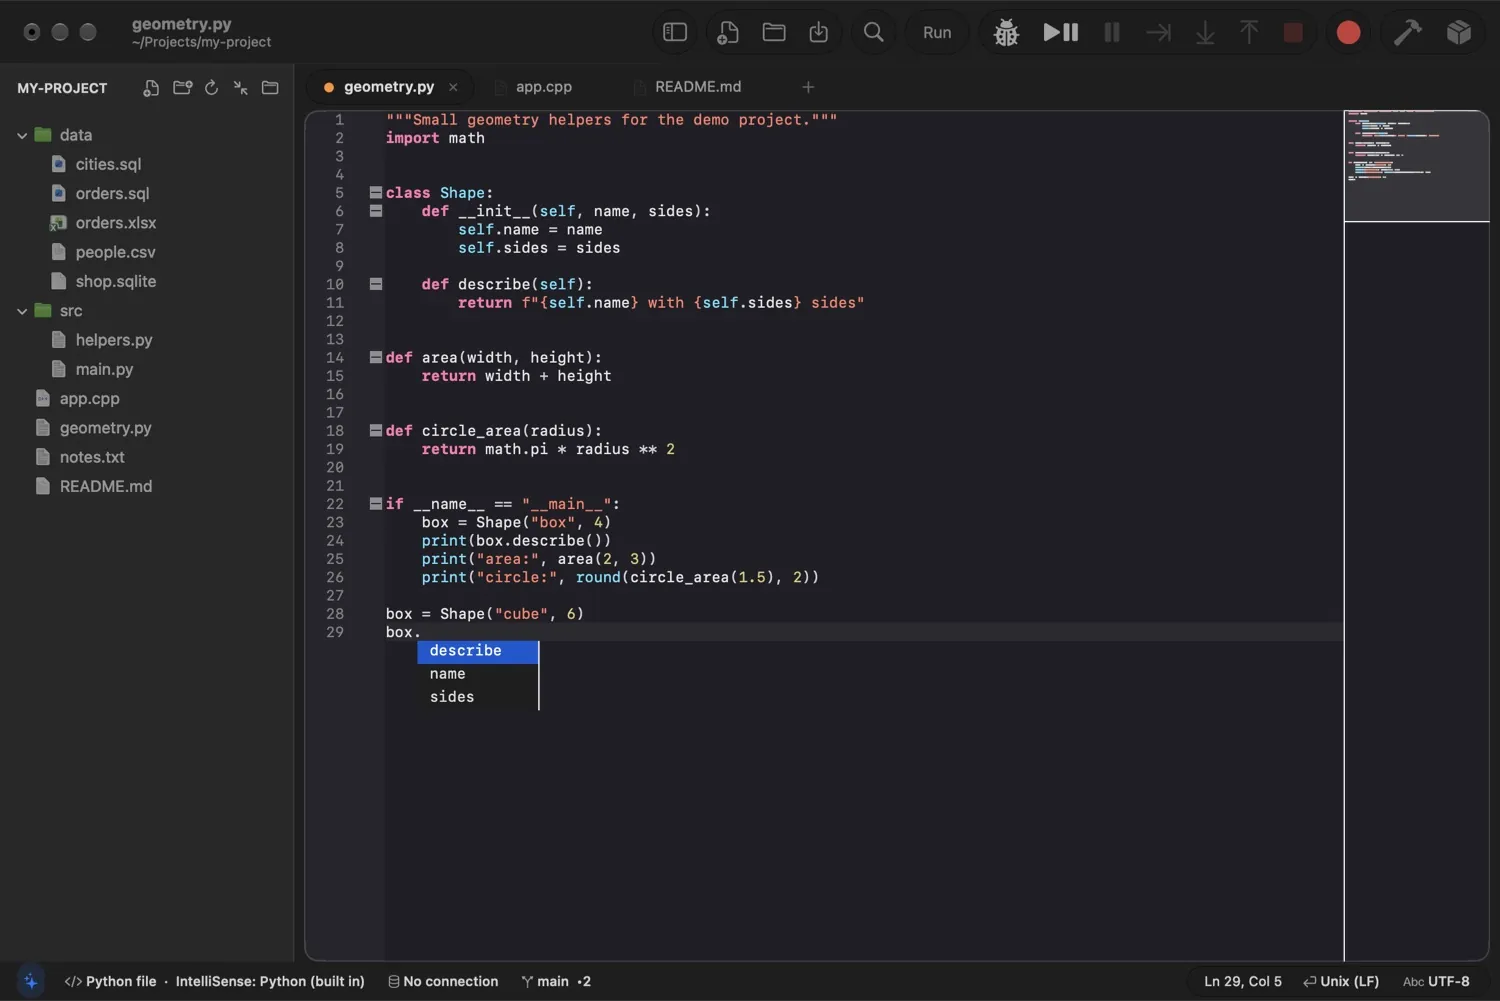 geometry.py
~/Projects/my-project
Run
MY-PROJECT
geometry.py
app.cpp
README.md
data
cities.sql
orders.sql
orders.xlsx
people.csv
shop.sqlite
src
helpers.py
main.py
app.cpp
geometry.py
notes.txt
README.md
1 """Small geometry helpers for the demo project."""
2 import math
3
4
5 class Shape:
6     def __init__(self, name, sides):
7         self.name = name
8         self.sides = sides
9
10     def describe(self):
11         return f"{self.name} with {self.sides} sides"
12
13
14 def area(width, height):
15     return width + height
16
17
18 def circle_area(radius):
19     return math.pi * radius ** 2
20
21
22 if __name__ == "__main__":
23     box = Shape("box", 4)
24     print(box.describe())
25     print("area:", area(2, 3))
26     print("circle:", round(circle_area(1.5), 2))
27
28 box = Shape("cube", 6)
29 box.
describe
name
sides
</> Python file · IntelliSense: Python (built in) No connection main •2 Ln 29, Col 5 Unix (LF) Abc UTF-8